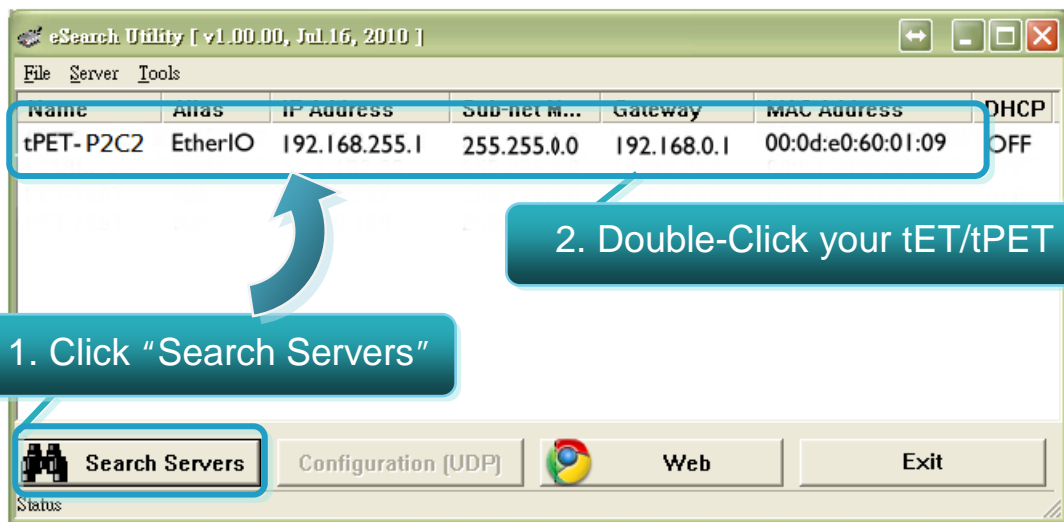 eSearch Utility [ v1.00.00, Jul.16, 2010 ]
File Server Tools
Name Alias IP Address Sub-net M... Gateway MAC Address DHCP
tPET-P2C2 EtherIO 192.168.255.1 255.255.0.0 192.168.0.1 00:0d:e0:60:01:09 OFF
2. Double-Click your tET/tPET
1. Click “Search Servers”
Search Servers Configuration (UDP) Web Exit
Status